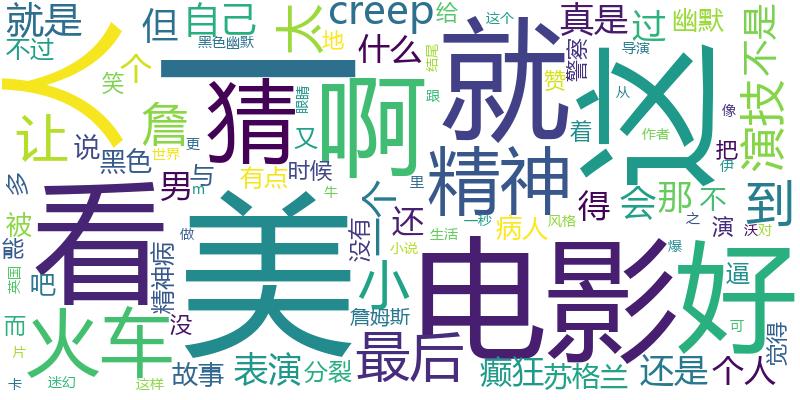 就是
但
自己
太
地
creep
给
这个
真是
过
幽默
不过
笑
个
黑色幽默
什么
结尾
警察
导演
不是
人
一
猜
眼睛
啊
就
赞
这
从
像
演技
让
詹
跟
作者
说
黑色
世界
更
又
精神
着
把
伊
多
男
与
m
有点
时候
牛
里
得
会
那
不
到
看
美
一个
还
病人
一秒
风格
之
演
沃
对
被
能
没有
小说
生活
电影
好
爆
逼
英国
吧
精神病
做
小
詹姆斯
而
火车
没
最后
可
觉得
片
卡
迷幻
这样
故事
表演
分裂
癫狂
苏格兰
还是
个人